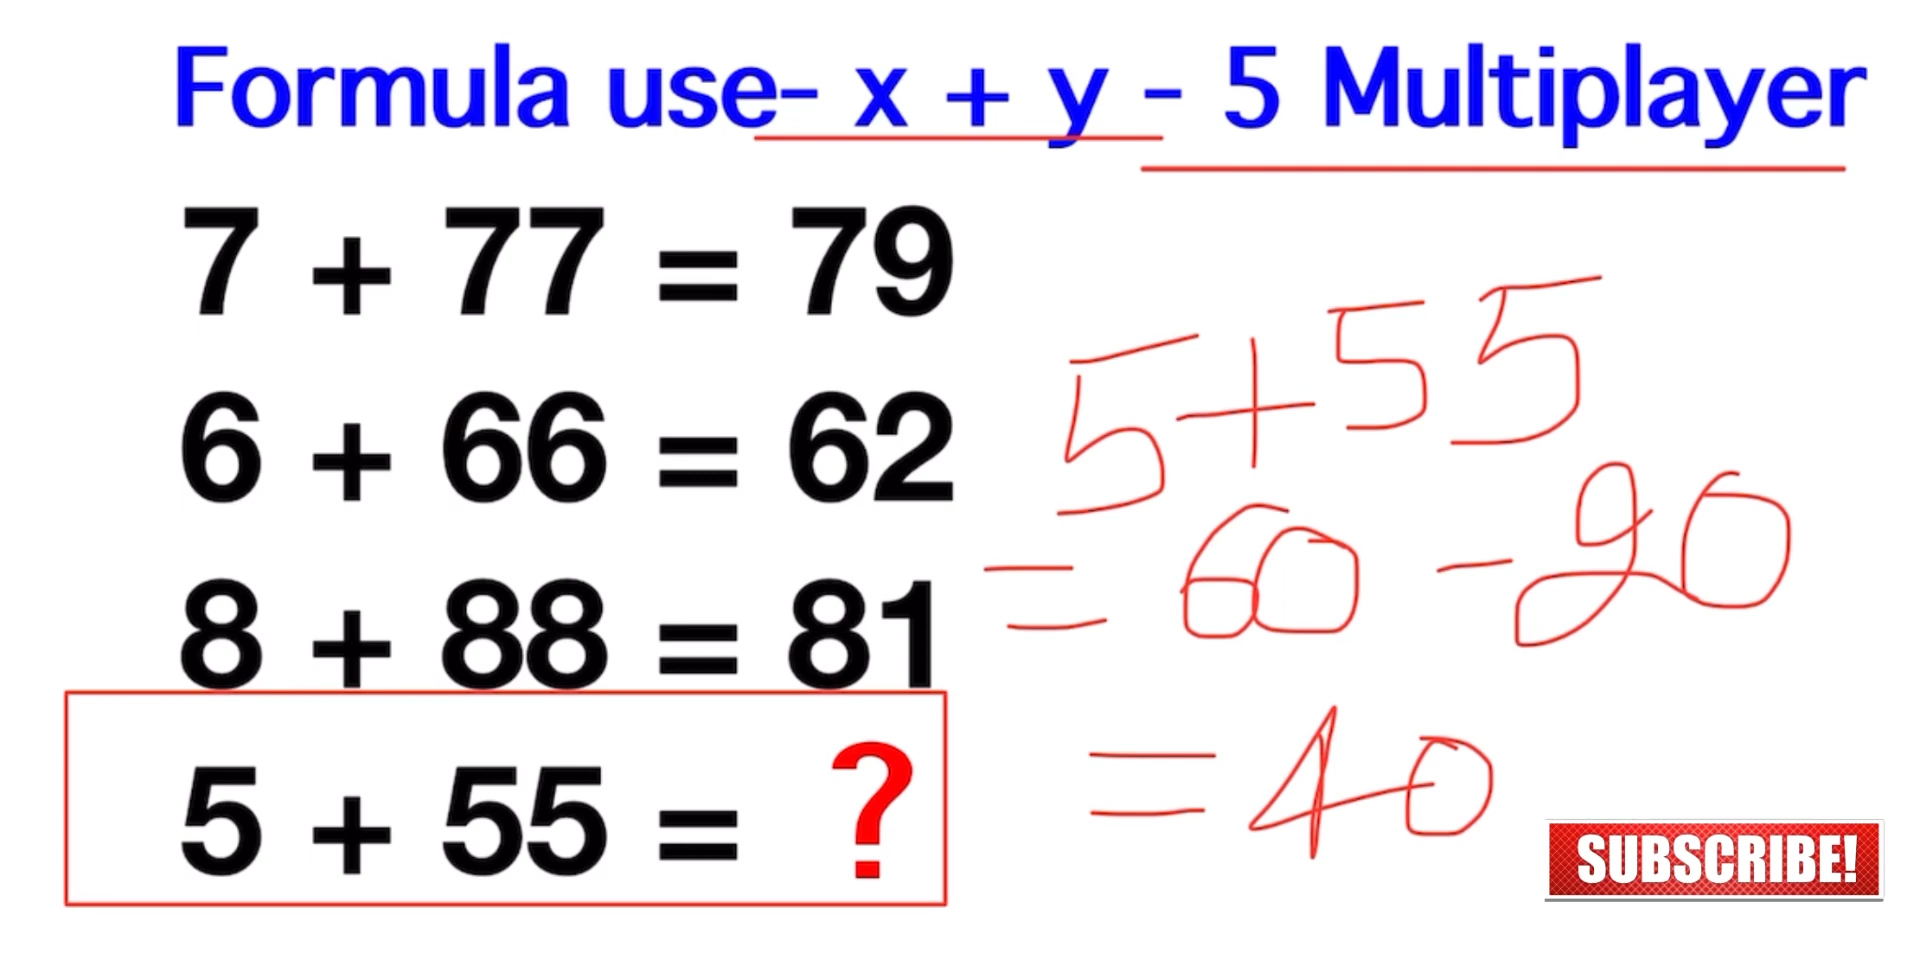 Formula use- x + y - 5 Multiplayer
7 + 77 = 79
6 + 66 = 62
8 + 88 = 81
5 + 55 = ?
5+55
= 60 - 20
= 40
SUBSCRIBE!